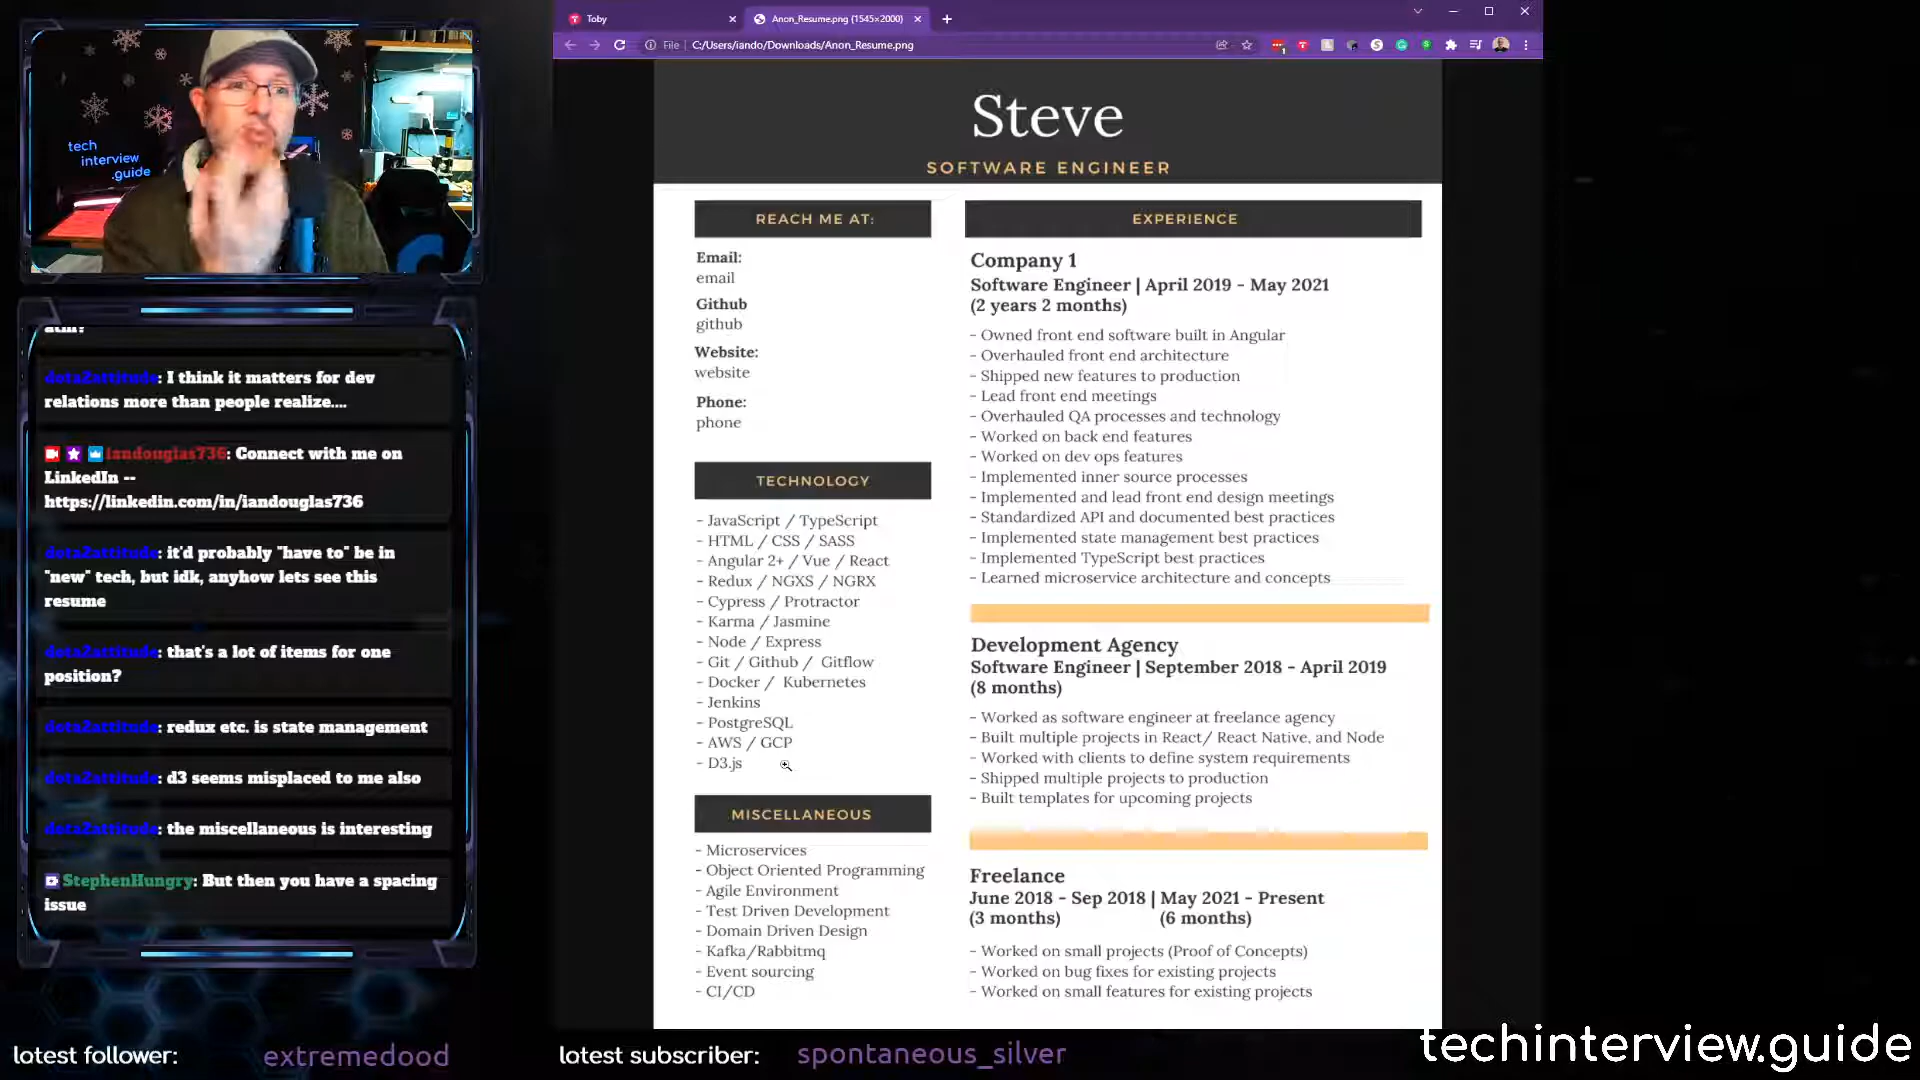 tech
interview
.guide
dota2attitude: I think it matters for dev
relations more than people realize....
iandouglas736: Connect with me on
LinkedIn --
https://linkedin.com/in/iandouglas736
dota2attitude: it'd probably "have to" be in
"new" tech, but idk, anyhow lets see this
resume
dota2attitude: that's a lot of items for one
position?
dota2attitude: redux etc. is state management
dota2attitude: d3 seems misplaced to me also
dota2attitude: the miscellaneous is interesting
StephenHungry: But then you have a spacing
issue
latest follower: extremedood
Toby
Anon_Resume.png (1545×2000)
File
C:/Users/iando/Downloads/Anon_Resume.png
Steve
SOFTWARE ENGINEER
REACH ME AT:
Email:
email
Github
github
Website:
website
Phone:
phone
TECHNOLOGY
- JavaScript / TypeScript
- HTML / CSS / SASS
- Angular 2+ / Vue / React
- Redux / NGXS / NGRX
- Cypress / Protractor
- Karma / Jasmine
- Node / Express
- Git / Github / Gitflow
- Docker / Kubernetes
- Jenkins
- PostgreSQL
- AWS / GCP
- D3.js
MISCELLANEOUS
- Microservices
- Object Oriented Programming
- Agile Environment
- Test Driven Development
- Domain Driven Design
- Kafka/Rabbitmq
- Event sourcing
- CI/CD
EXPERIENCE
Company 1
Software Engineer | April 2019 - May 2021
(2 years 2 months)
- Owned front end software built in Angular
- Overhauled front end architecture
- Shipped new features to production
- Lead front end meetings
- Overhauled QA processes and technology
- Worked on back end features
- Worked on dev ops features
- Implemented inner source processes
- Implemented and lead front end design meetings
- Standardized API and documented best practices
- Implemented state management best practices
- Implemented TypeScript best practices
- Learned microservice architecture and concepts
Development Agency
Software Engineer | September 2018 - April 2019
(8 months)
- Worked as software engineer at freelance agency
- Built multiple projects in React/ React Native, and Node
- Worked with clients to define system requirements
- Shipped multiple projects to production
- Built templates for upcoming projects
Freelance
June 2018 - Sep 2018 | May 2021 - Present
(3 months) (6 months)
- Worked on small projects (Proof of Concepts)
- Worked on bug fixes for existing projects
- Worked on small features for existing projects
latest subscriber: spontaneous_silver
techinterview.guide